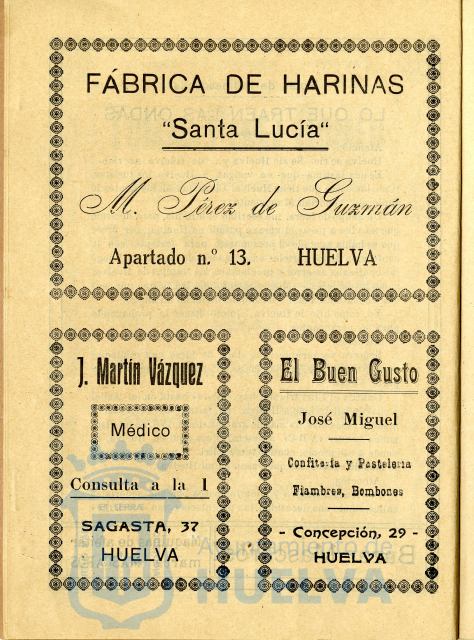 FÁBRICA DE HARINAS
"Santa Lucía"
M. Pérez de Guzmán
Apartado n.º 13. HUELVA
J. Martín Vázquez
Médico
Consulta a la 1
SAGASTA, 37
HUELVA
El Buen Gusto
José Miguel
Confitería y Pastelería
Fiambres, Bombones
- Concepción, 29 -
HUELVA
HUELVA